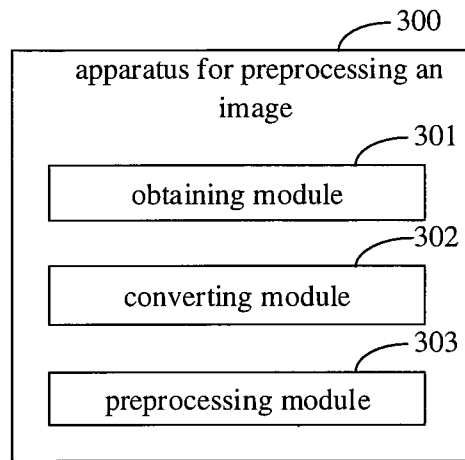 300
apparatus for preprocessing an
image
301
obtaining module
302
converting module
303
preprocessing module